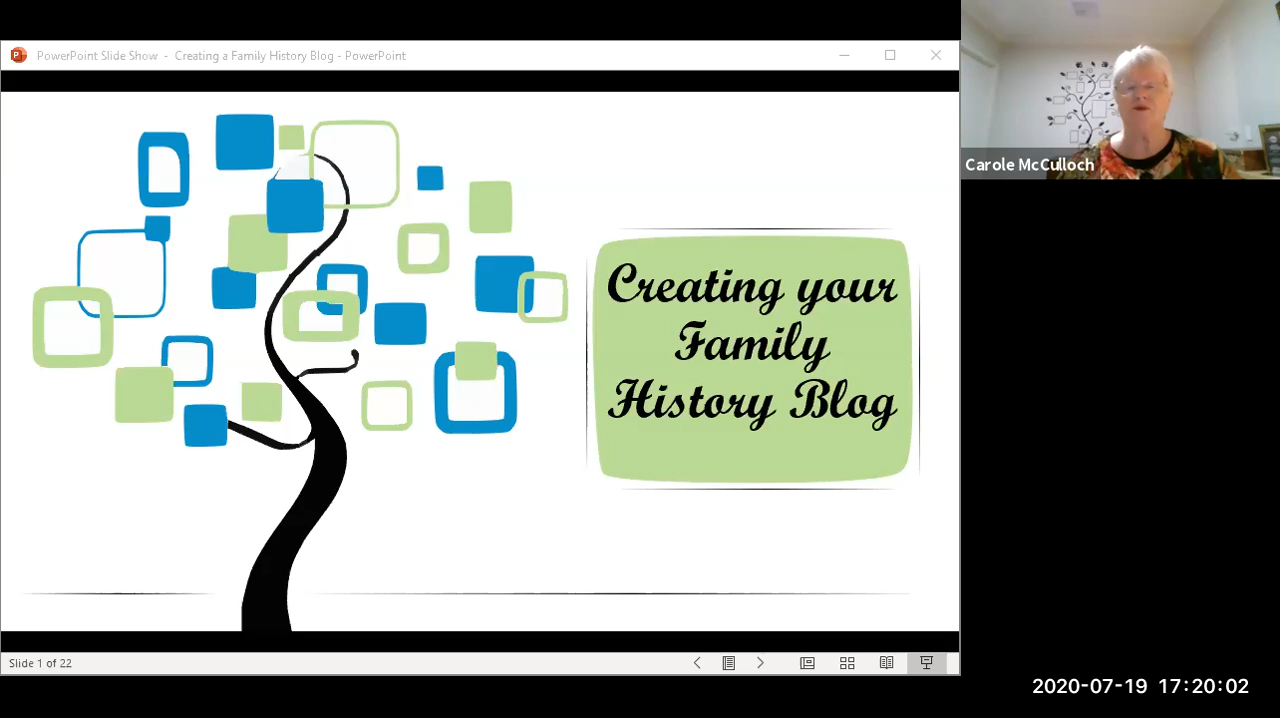 PowerPoint Slide Show - Creating a Family History Blog - PowerPoint
Carole McCulloch
Creating your
Family
History Blog
Slide 1 of 22
2020-07-19 17:20:02